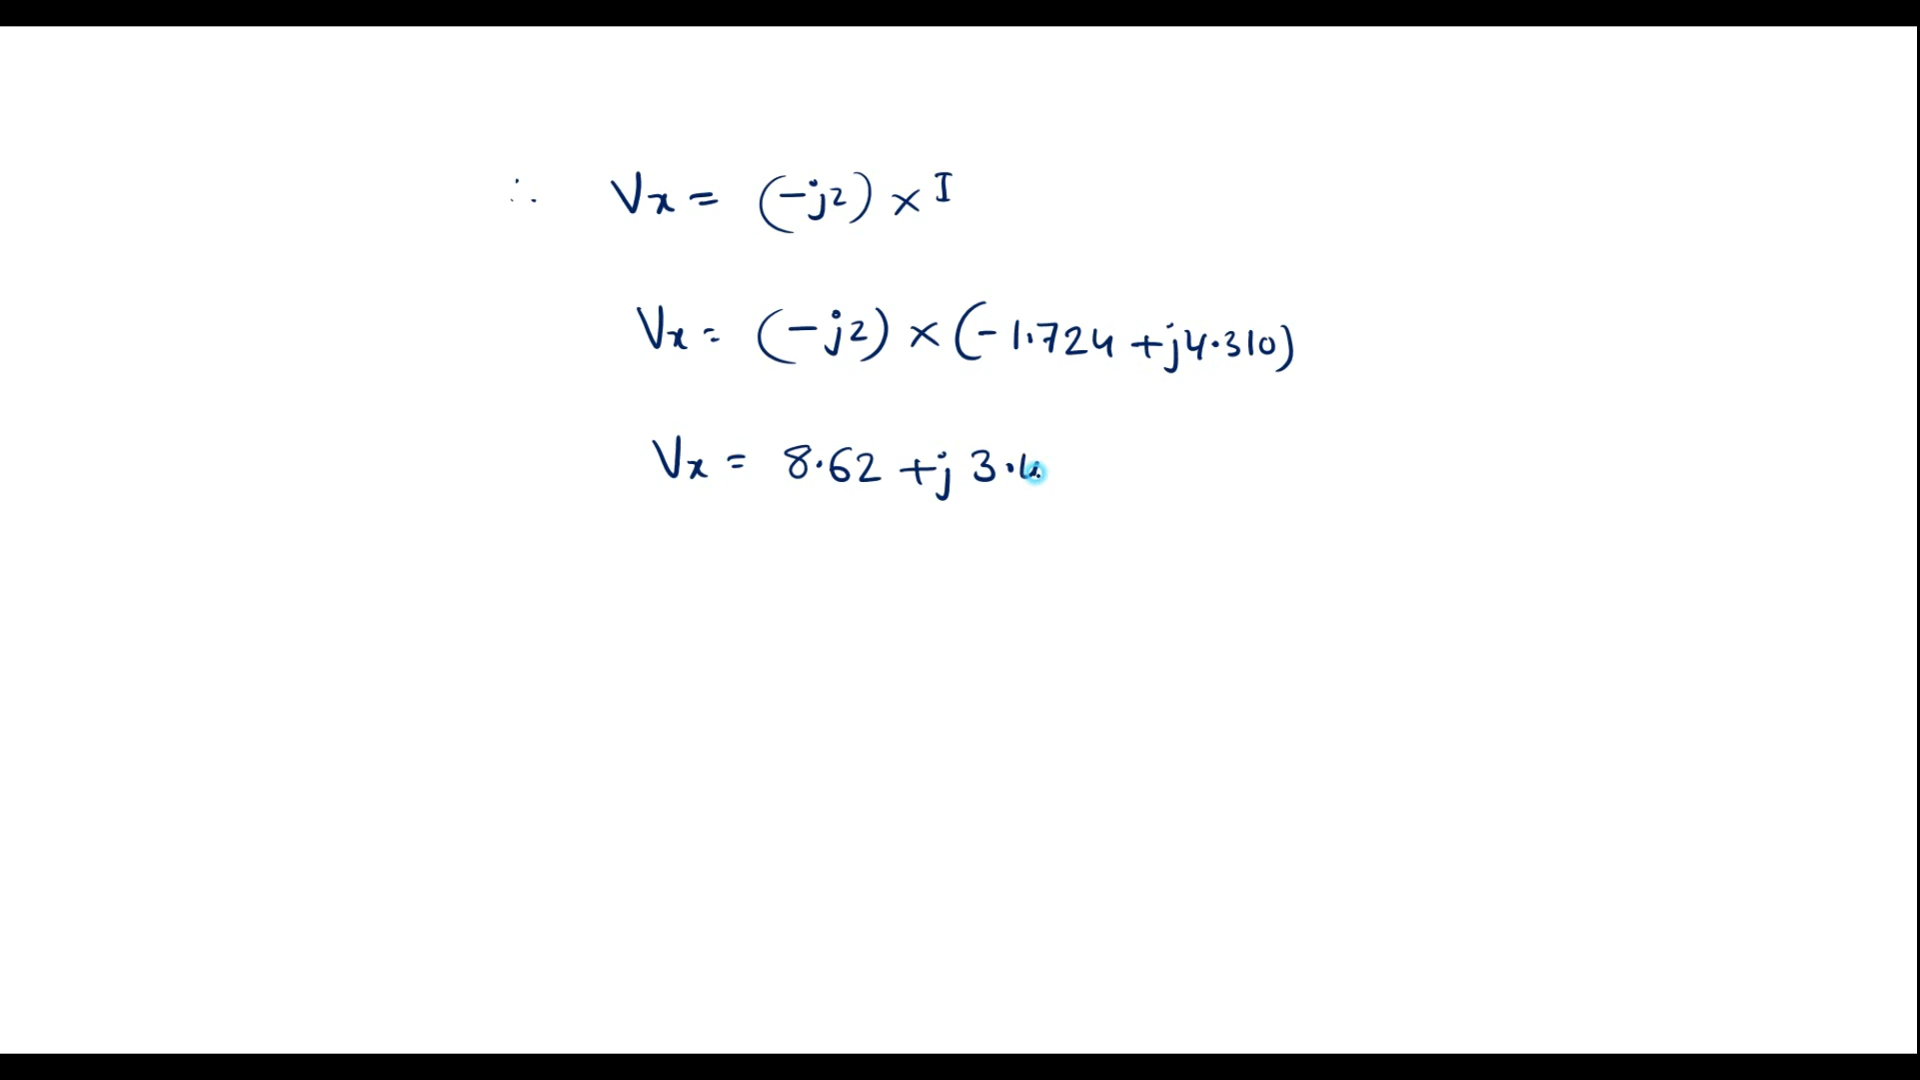 ∴ Vx = (-j2) × I
Vx = (-j2) × (-1.724 + j4.310)
Vx = 8.62 + j 3.4